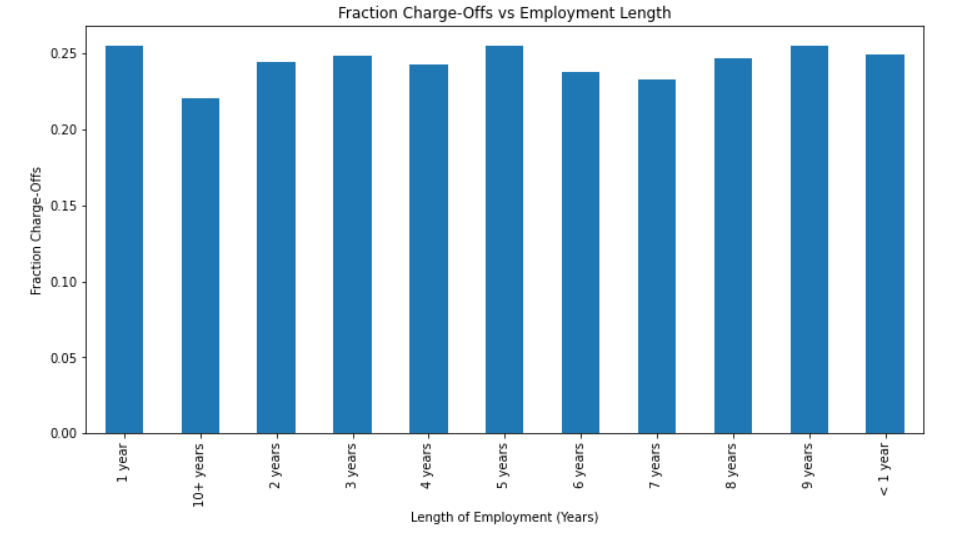 Fraction Charge-Offs vs Employment Length
Fraction Charge-Offs
0.25
0.20
0.15
0.10
0.05
0.00
1 year
10+ years
2 years
3 years
4 years
5 years
6 years
7 years
8 years
9 years
< 1 year
Length of Employment (Years)